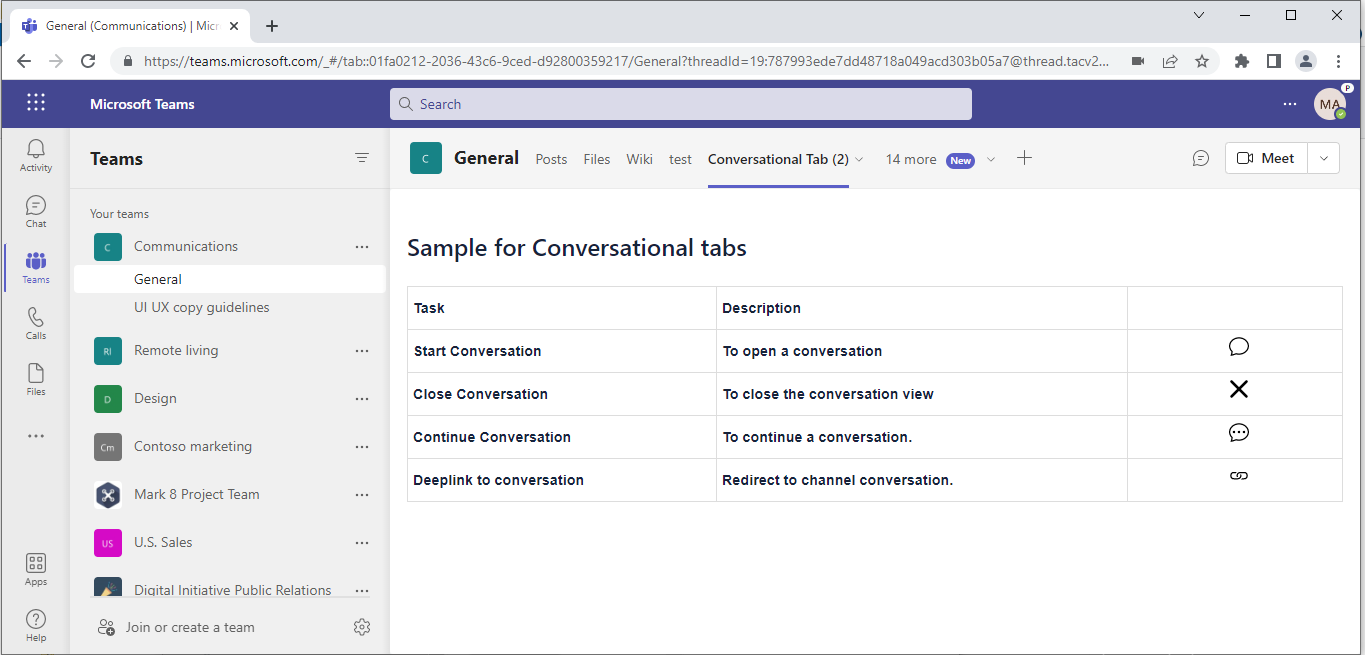 General (Communications) | Micr
https://teams.microsoft.com/_#/tab::01fa0212-2036-43c6-9ced-d92800359217/General?threadId=19:787993ede7dd48718a049acd303b05a7@thread.tacv2...
Microsoft Teams
Search
MA
P
Activity
Chat
Teams
Calls
Files
Apps
Help
Teams
Your teams
C Communications
General
UI UX copy guidelines
Rl Remote living
D Design
Cm Contoso marketing
Mark 8 Project Team
US U.S. Sales
Digital Initiative Public Relations
Join or create a team
C General Posts Files Wiki test Conversational Tab (2) 14 more New Meet
Sample for Conversational tabs
Task Description
Start Conversation To open a conversation
Close Conversation To close the conversation view
Continue Conversation To continue a conversation.
Deeplink to conversation Redirect to channel conversation.